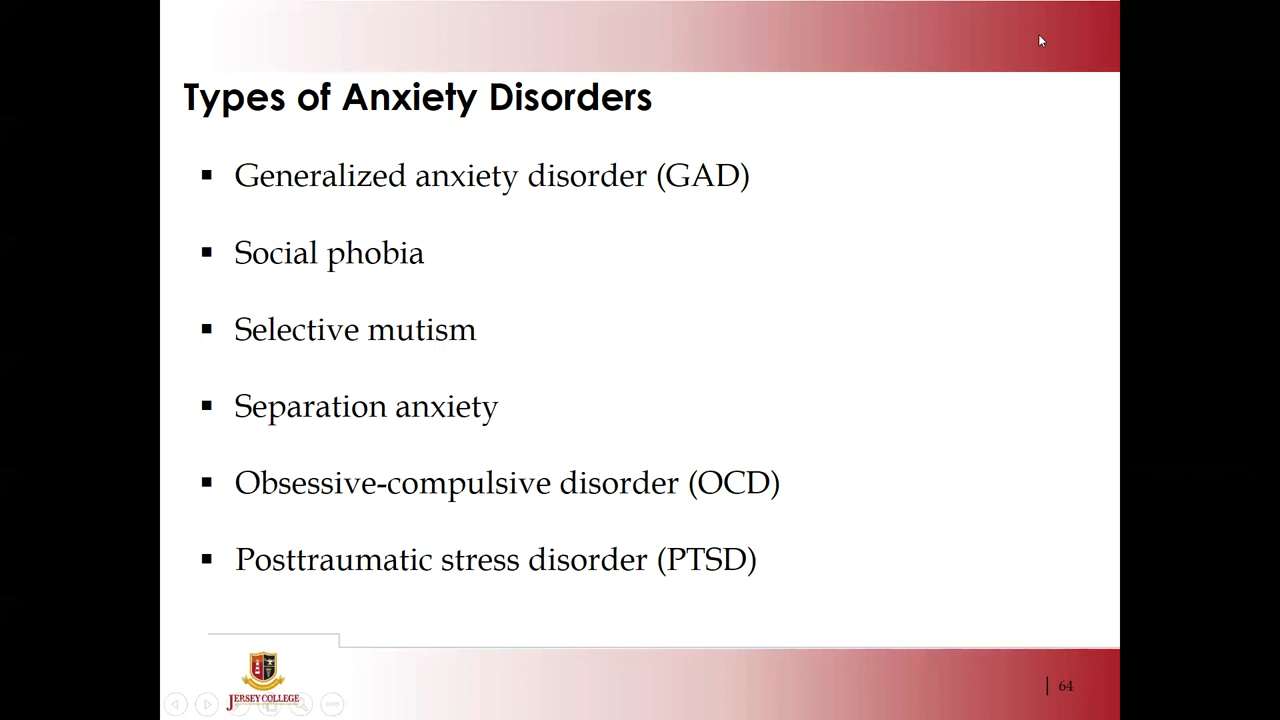 Types of Anxiety Disorders
▪ Generalized anxiety disorder (GAD)
▪ Social phobia
▪ Selective mutism
▪ Separation anxiety
▪ Obsessive-compulsive disorder (OCD)
▪ Posttraumatic stress disorder (PTSD)
JERSEY COLLEGE
64